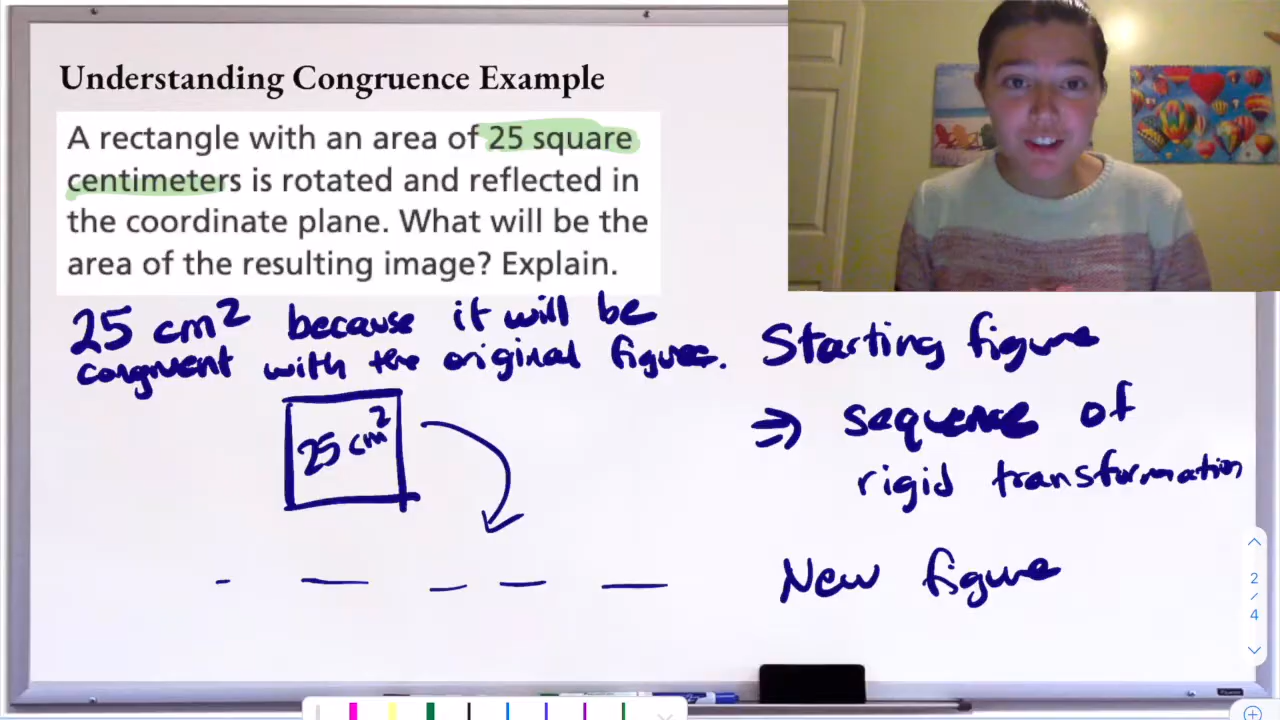 Understanding Congruence Example
A rectangle with an area of 25 square
centimeters is rotated and reflected in
the coordinate plane. What will be the
area of the resulting image? Explain.
25 cm² because it will be
congruent with the original figure.
25 cm²
Starting figure
⇒ sequence of
rigid transformation
New figure
2
/
4